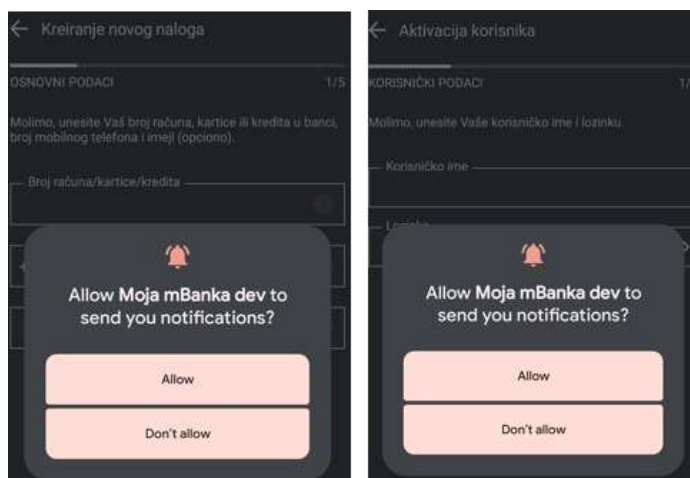 Kreiranje novog naloga
OSNOVNI PODACI 1/5
Molimo, unesite Vaš broj računa, kartice ili kredita u banci,
broj mobilnog telefona i imejl (opciono).
Broj računa/kartice/kredita
Allow Moja mBanka dev to
send you notifications?
Allow
Don't allow
Aktivacija korisnika
KORISNIČKI PODACI 1/
Molimo, unesite Vaše korisničko ime i lozinku.
Korisničko ime
Lozinka
Allow Moja mBanka dev to
send you notifications?
Allow
Don't allow